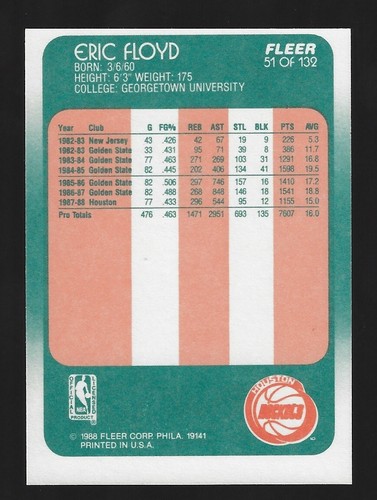 ERIC FLOYD FLEER
BORN: 3/6/60 51 OF 132
HEIGHT: 6'3" WEIGHT: 175
COLLEGE: GEORGETOWN UNIVERSITY
Year Club G FG% REB AST STL BLK PTS AVG
1982-83 New Jersey 43 .426 42 67 19 9 226 5.3
1982-83 Golden State 33 .431 95 71 39 8 386 11.7
1983-84 Golden State 77 .463 271 269 103 31 1291 16.8
1984-85 Golden State 82 .445 202 406 134 41 1598 19.5
1985-86 Golden State 82 .506 297 746 157 16 1410 17.2
1986-87 Golden State 82 .488 268 848 146 18 1541 18.8
1987-88 Houston 77 .433 296 544 95 12 1155 15.0
Pro Totals 476 .463 1471 2951 693 135 7607 16.0
OFFICIAL LICENSED
NBA
PRODUCT
HOUSTON
ROCKETS
© 1988 FLEER CORP. PHILA. 19141
PRINTED IN U.S.A.